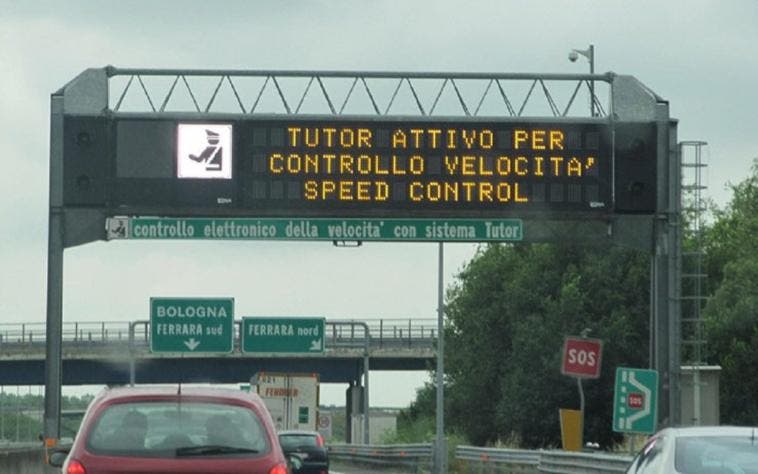 TUTOR ATTIVO PER
CONTROLLO VELOCITA'
SPEED CONTROL
controllo elettronico della velocita' con sistema Tutor
BOLOGNA
FERRARA sud
FERRARA nord
SOS
SOS